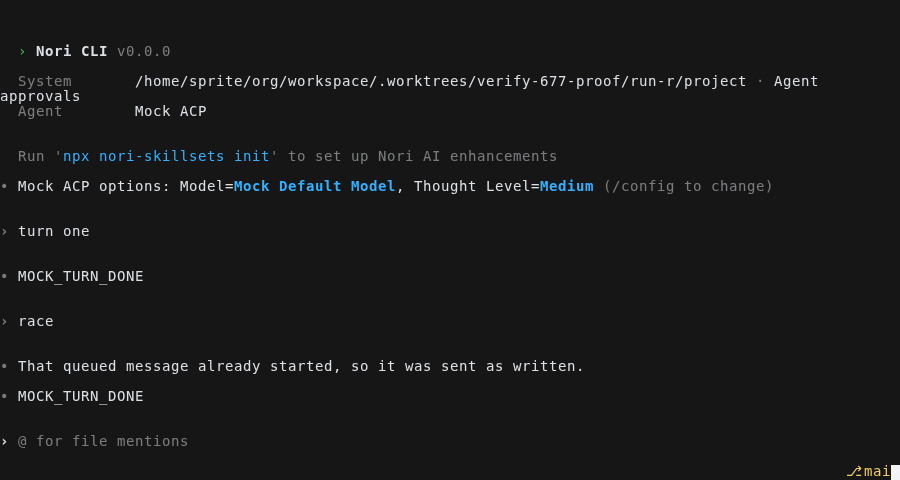 › Nori CLI v0.0.0
System /home/sprite/org/workspace/.worktrees/verify-677-proof/run-r/project · Agent
approvals
Agent Mock ACP
Run 'npx nori-skillsets init' to set up Nori AI enhancements
• Mock ACP options: Model=Mock Default Model, Thought Level=Medium (/config to change)
› turn one
• MOCK_TURN_DONE
› race
• That queued message already started, so it was sent as written.
• MOCK_TURN_DONE
› @ for file mentions
⎇mai